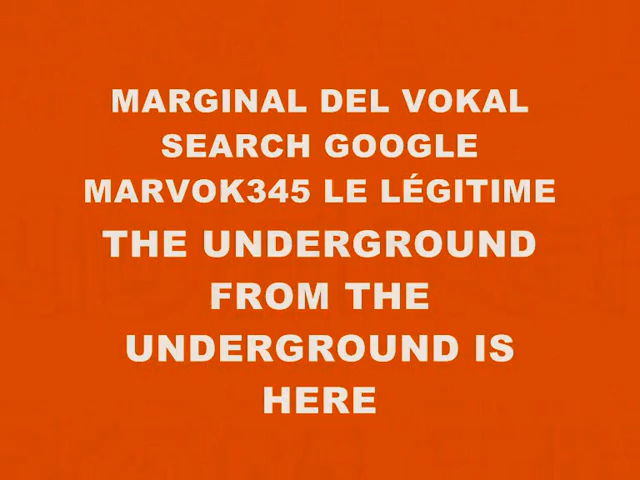 MARGINAL DEL VOKAL
SEARCH GOOGLE
MARVOK345 LE LÉGITIME
THE UNDERGROUND
FROM THE
UNDERGROUND IS
HERE